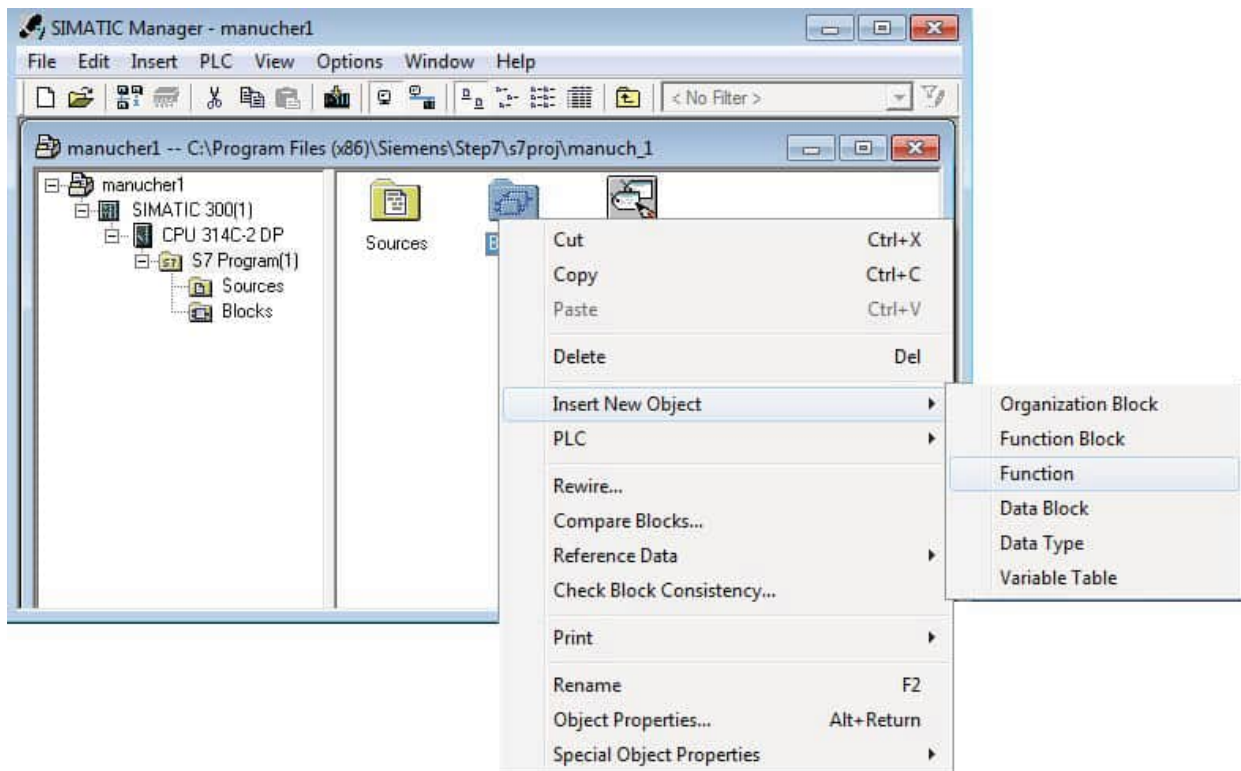 SIMATIC Manager - manucher1
File Edit Insert PLC View Options Window Help
< No Filter >
manucher1 -- C:\Program Files (x86)\Siemens\Step7\s7proj\manuch_1
manucher1
SIMATIC 300(1)
CPU 314C-2 DP
S7 Program(1)
Sources
Blocks
Sources
Cut Ctrl+X
Copy Ctrl+C
Paste Ctrl+V
Delete Del
Insert New Object
PLC
Rewire...
Compare Blocks...
Reference Data
Check Block Consistency...
Print
Rename F2
Object Properties... Alt+Return
Special Object Properties
Organization Block
Function Block
Function
Data Block
Data Type
Variable Table